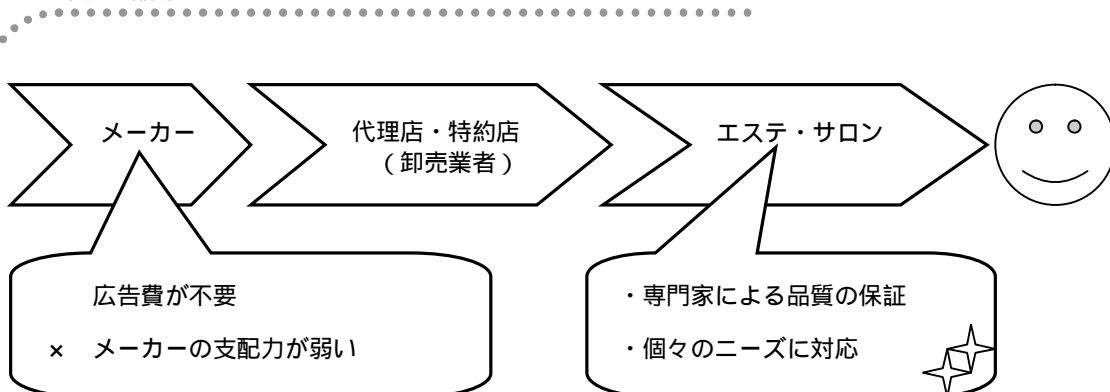 メーカー
代理店・特約店
（卸売業者）
エステ・サロン
広告費が不要
× メーカーの支配力が弱い
・専門家による品質の保証
・個々のニーズに対応